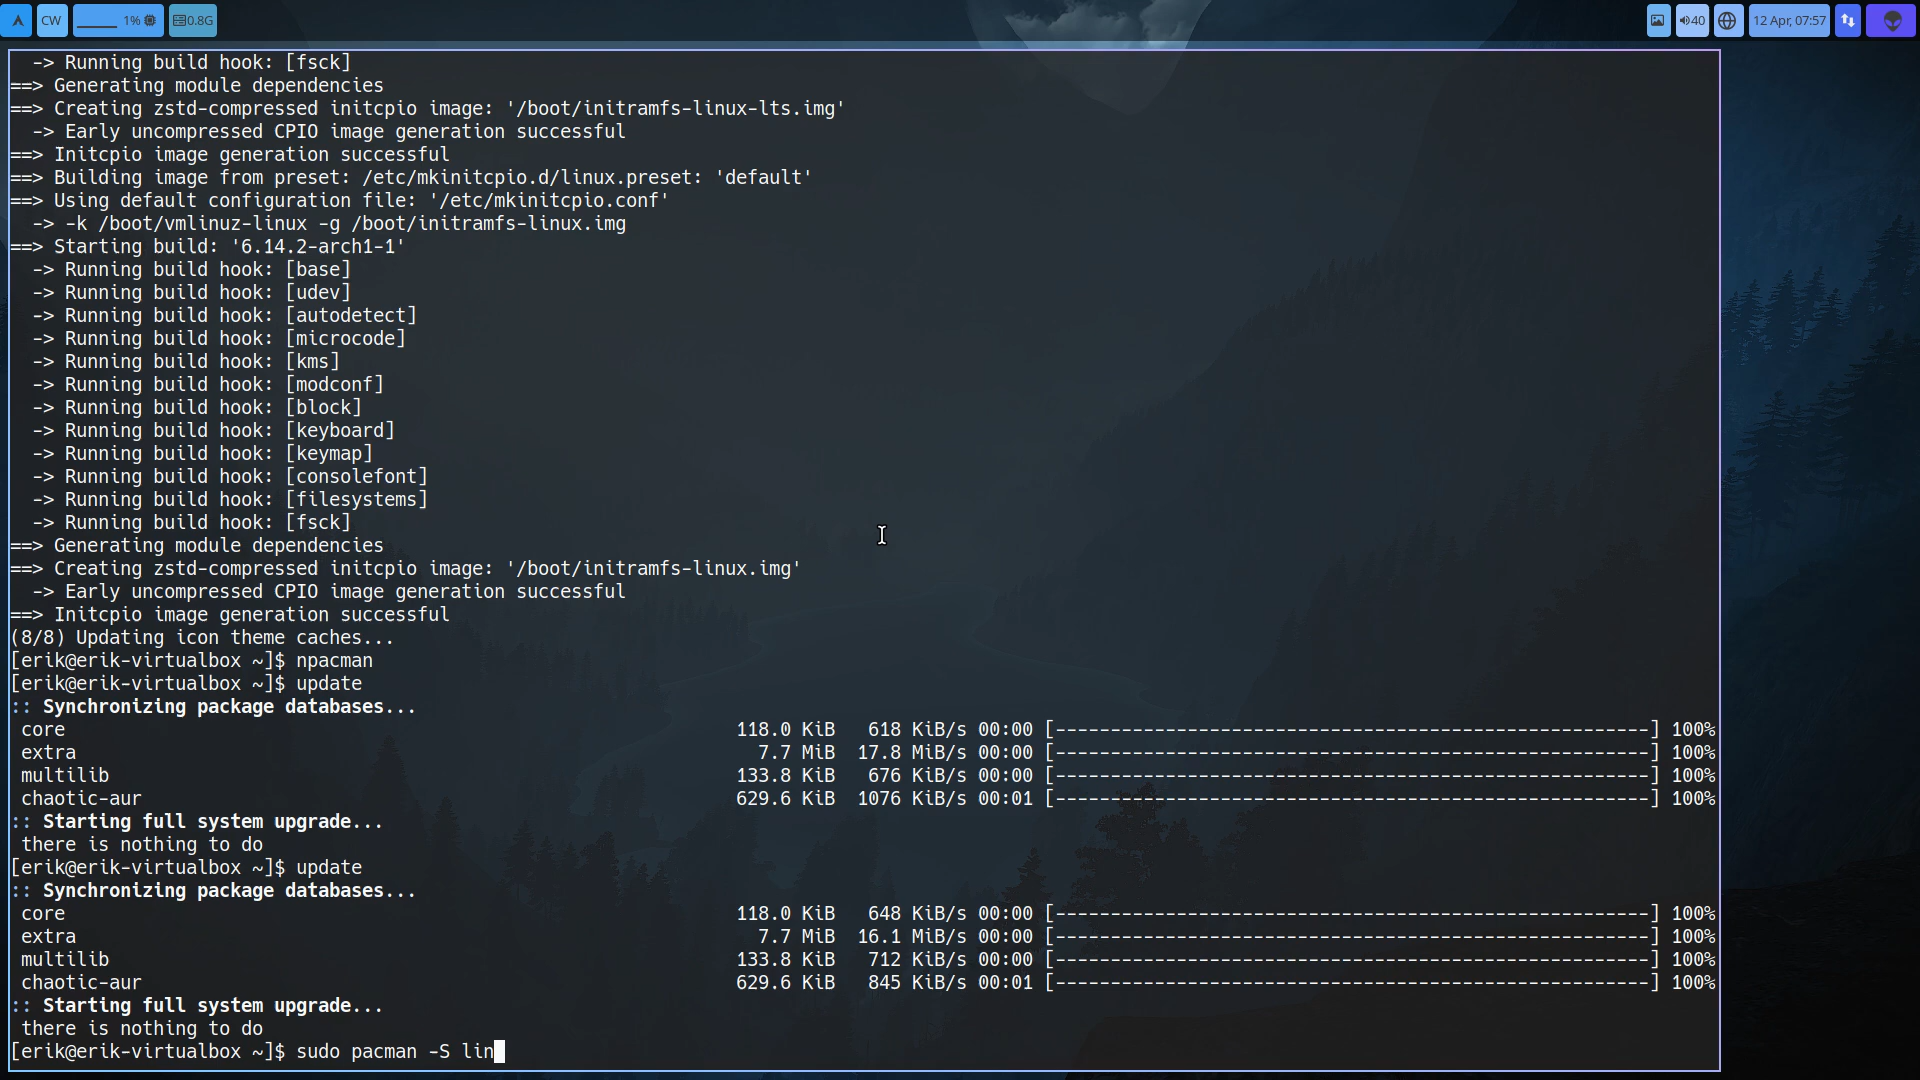 CW 1% 0.8G 40 12 Apr, 07:57
-> Running build hook: [fsck]
==> Generating module dependencies
==> Creating zstd-compressed initcpio image: '/boot/initramfs-linux-lts.img'
-> Early uncompressed CPIO image generation successful
==> Initcpio image generation successful
==> Building image from preset: /etc/mkinitcpio.d/linux.preset: 'default'
==> Using default configuration file: '/etc/mkinitcpio.conf'
-> -k /boot/vmlinuz-linux -g /boot/initramfs-linux.img
==> Starting build: '6.14.2-arch1-1'
-> Running build hook: [base]
-> Running build hook: [udev]
-> Running build hook: [autodetect]
-> Running build hook: [microcode]
-> Running build hook: [kms]
-> Running build hook: [modconf]
-> Running build hook: [block]
-> Running build hook: [keyboard]
-> Running build hook: [keymap]
-> Running build hook: [consolefont]
-> Running build hook: [filesystems]
-> Running build hook: [fsck]
==> Generating module dependencies
==> Creating zstd-compressed initcpio image: '/boot/initramfs-linux.img'
-> Early uncompressed CPIO image generation successful
==> Initcpio image generation successful
(8/8) Updating icon theme caches...
[erik@erik-virtualbox ~]$ npacman
[erik@erik-virtualbox ~]$ update
:: Synchronizing package databases...
core 118.0 KiB 618 KiB/s 00:00 [------------------------------------------------------] 100%
extra 7.7 MiB 17.8 MiB/s 00:00 [------------------------------------------------------] 100%
multilib 133.8 KiB 676 KiB/s 00:00 [------------------------------------------------------] 100%
chaotic-aur 629.6 KiB 1076 KiB/s 00:01 [------------------------------------------------------] 100%
:: Starting full system upgrade...
there is nothing to do
[erik@erik-virtualbox ~]$ update
:: Synchronizing package databases...
core 118.0 KiB 648 KiB/s 00:00 [------------------------------------------------------] 100%
extra 7.7 MiB 16.1 MiB/s 00:00 [------------------------------------------------------] 100%
multilib 133.8 KiB 712 KiB/s 00:00 [------------------------------------------------------] 100%
chaotic-aur 629.6 KiB 845 KiB/s 00:01 [------------------------------------------------------] 100%
:: Starting full system upgrade...
there is nothing to do
[erik@erik-virtualbox ~]$ sudo pacman -S lin